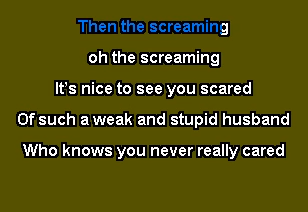 Then the screaming
oh the screaming
It's nice to see you scared
Of such a weak and stupid husband
Who knows you never really cared